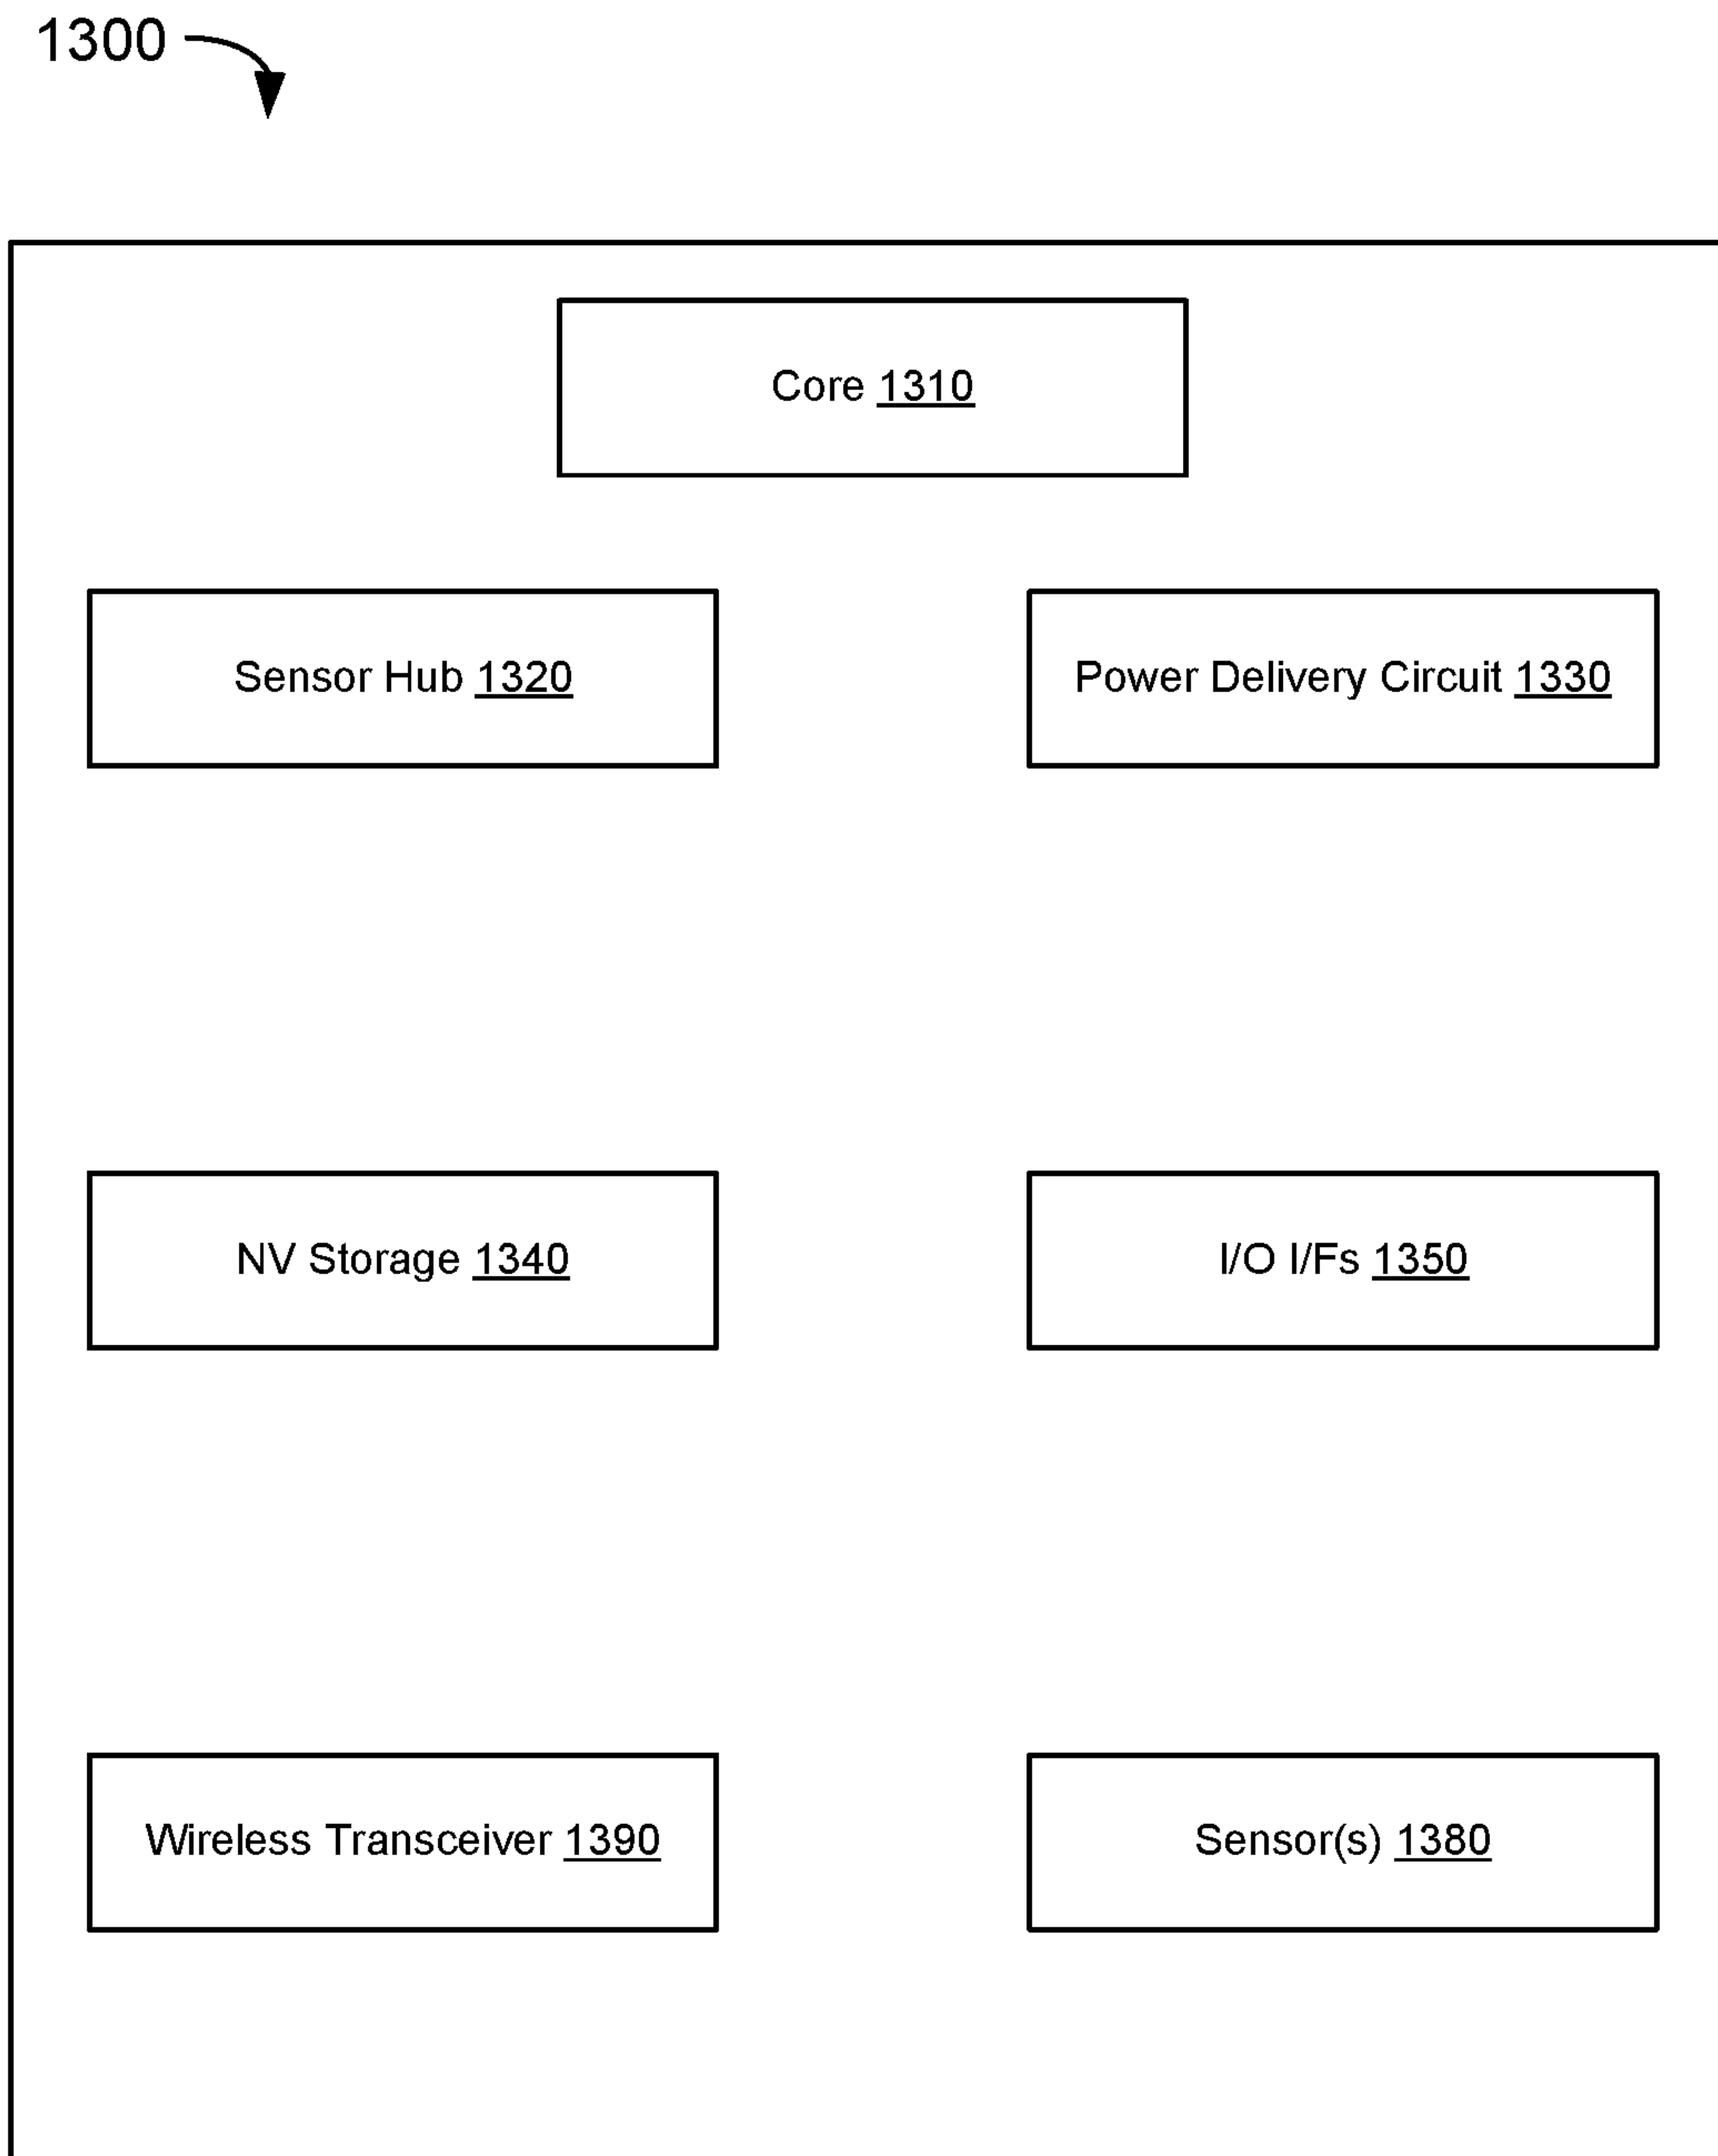 1300
Core 1310
Sensor Hub 1320
Power Delivery Circuit 1330
NV Storage 1340
I/O I/Fs 1350
Wireless Transceiver 1390
Sensor(s) 1380